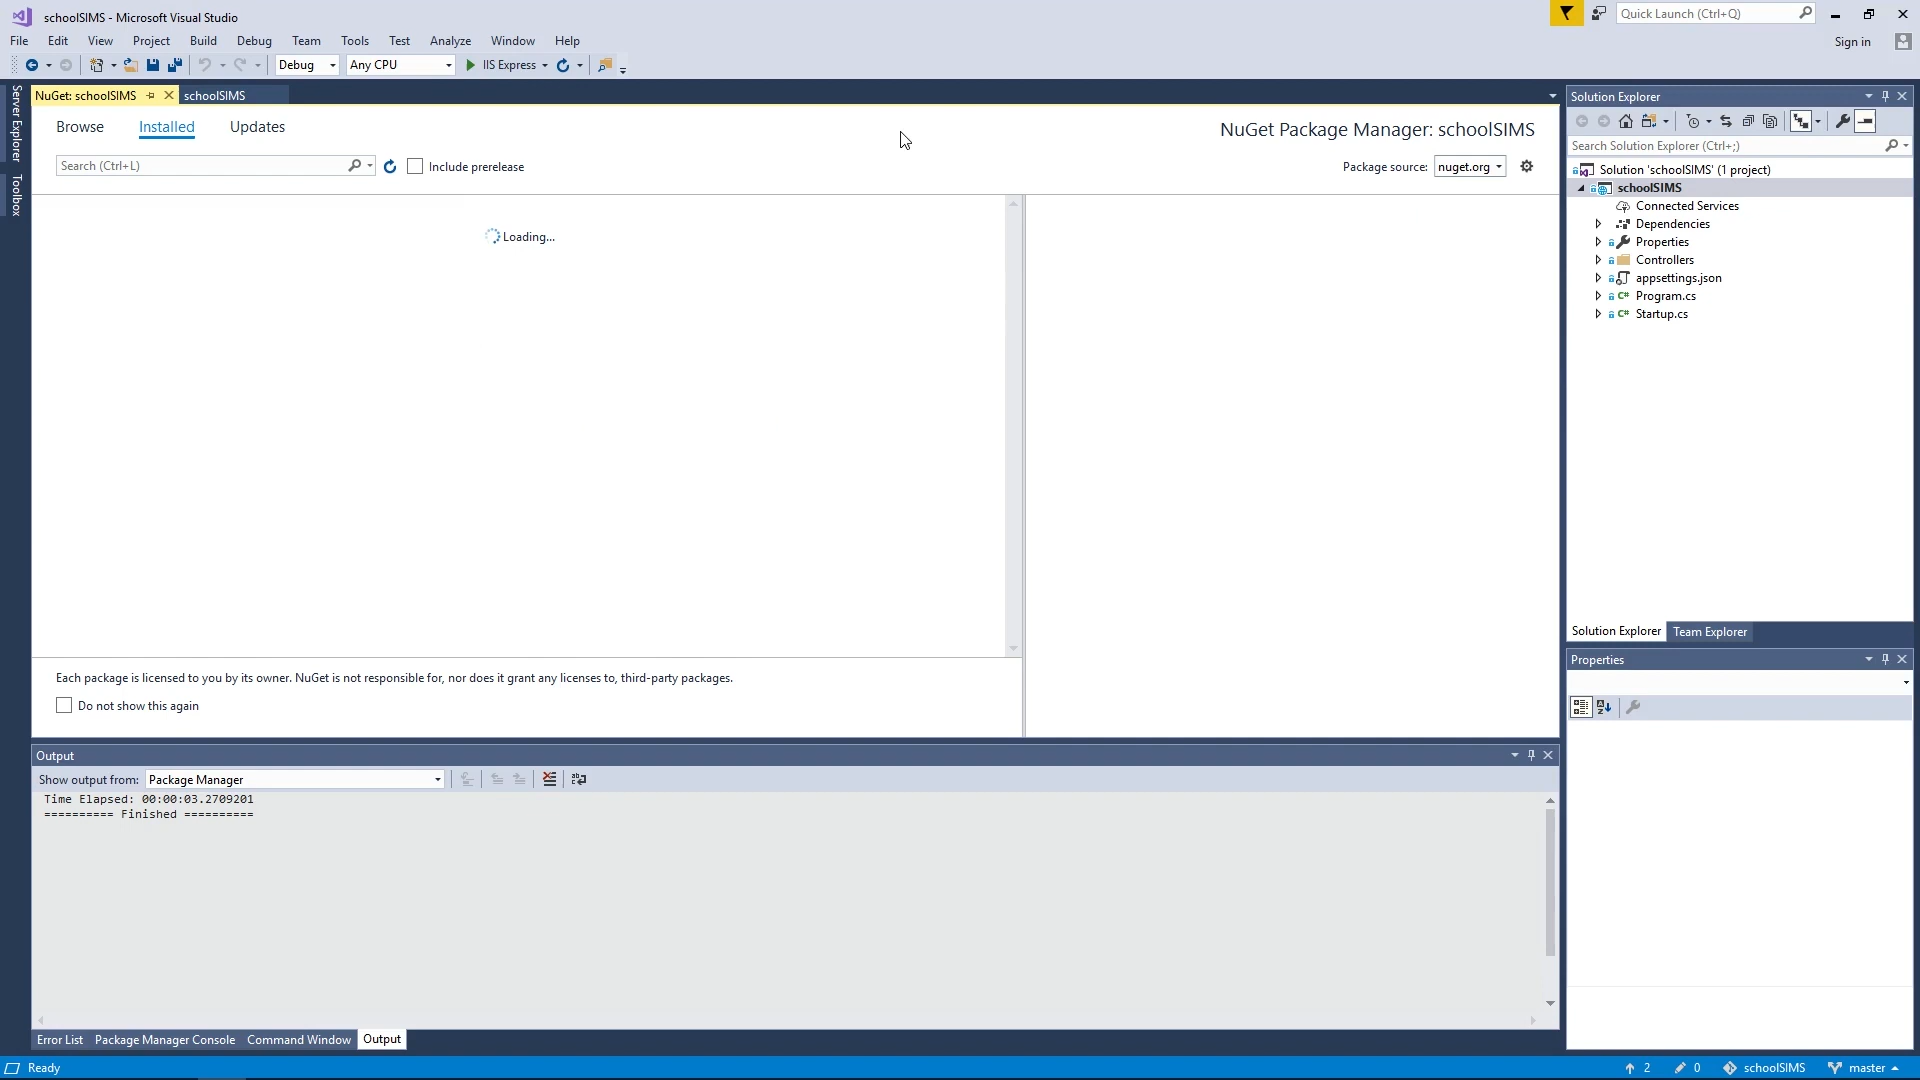 schoolSIMS - Microsoft Visual Studio
Quick Launch (Ctrl+Q)
File Edit View Project Build Debug Team Tools Test Analyze Window Help
Sign in
Debug Any CPU IIS Express
Server Explorer
Toolbox
NuGet: schoolSIMS schoolSIMS
Browse Installed Updates
NuGet Package Manager: schoolSIMS
Search (Ctrl+L) Include prerelease
Package source: nuget.org
Loading...
Each package is licensed to you by its owner. NuGet is not responsible for, nor does it grant any licenses to, third-party packages.
Do not show this again
Output
Show output from: Package Manager
Time Elapsed: 00:00:03.2709201
========== Finished ==========
Error List Package Manager Console Command Window Output
Solution Explorer
Search Solution Explorer (Ctrl+;)
Solution 'schoolSIMS' (1 project)
schoolSIMS
Connected Services
Dependencies
Properties
Controllers
appsettings.json
C# Program.cs
C# Startup.cs
Solution Explorer Team Explorer
Properties
Ready
2 0 schoolSIMS master